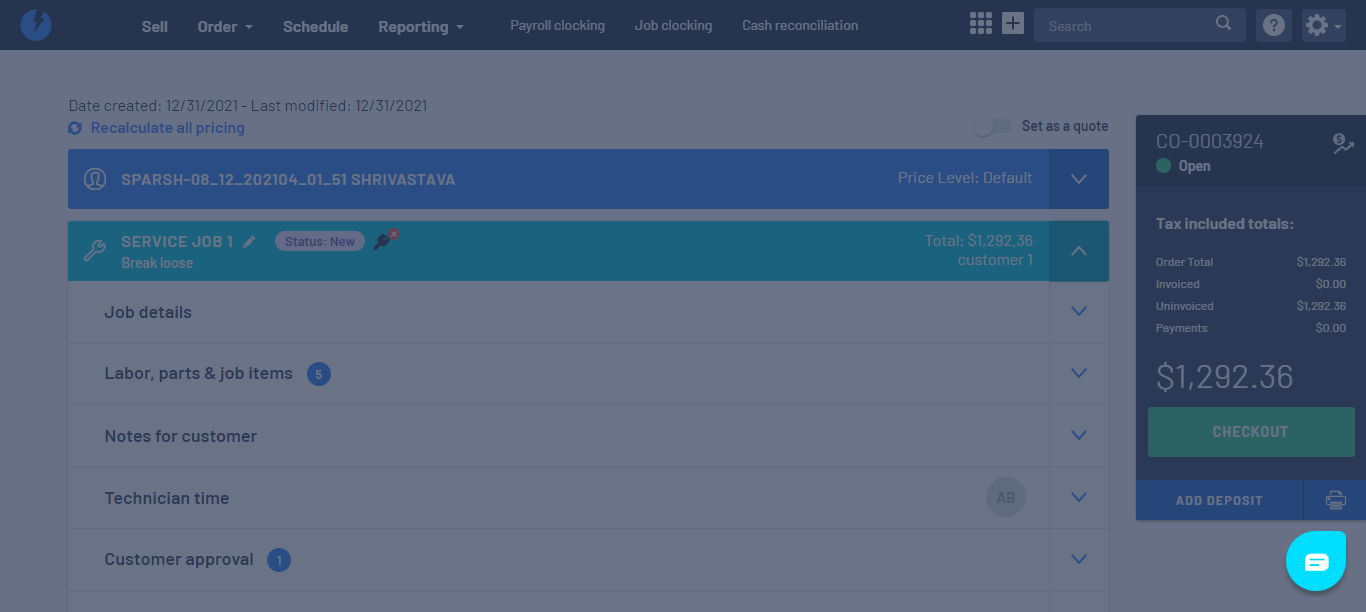 Sell Order Schedule Reporting Payroll clocking Job clocking Cash reconciliation Search ?
Date created: 12/31/2021 - Last modified: 12/31/2021
Recalculate all pricing
Set as a quote
SPARSH-08_12_202104_01_51 SHRIVASTAVA
Price Level: Default
SERVICE JOB 1 Status: New
Break loose
Total: $1,292.36
customer 1
Job details
Labor, parts & job items 5
Notes for customer
Technician time AB
Customer approval 1
CO-0003924
Open
Tax included totals:
Order Total $1,292.36
Invoiced $0.00
Uninvoiced $1,292.36
Payments $0.00
$1,292.36
CHECKOUT
ADD DEPOSIT